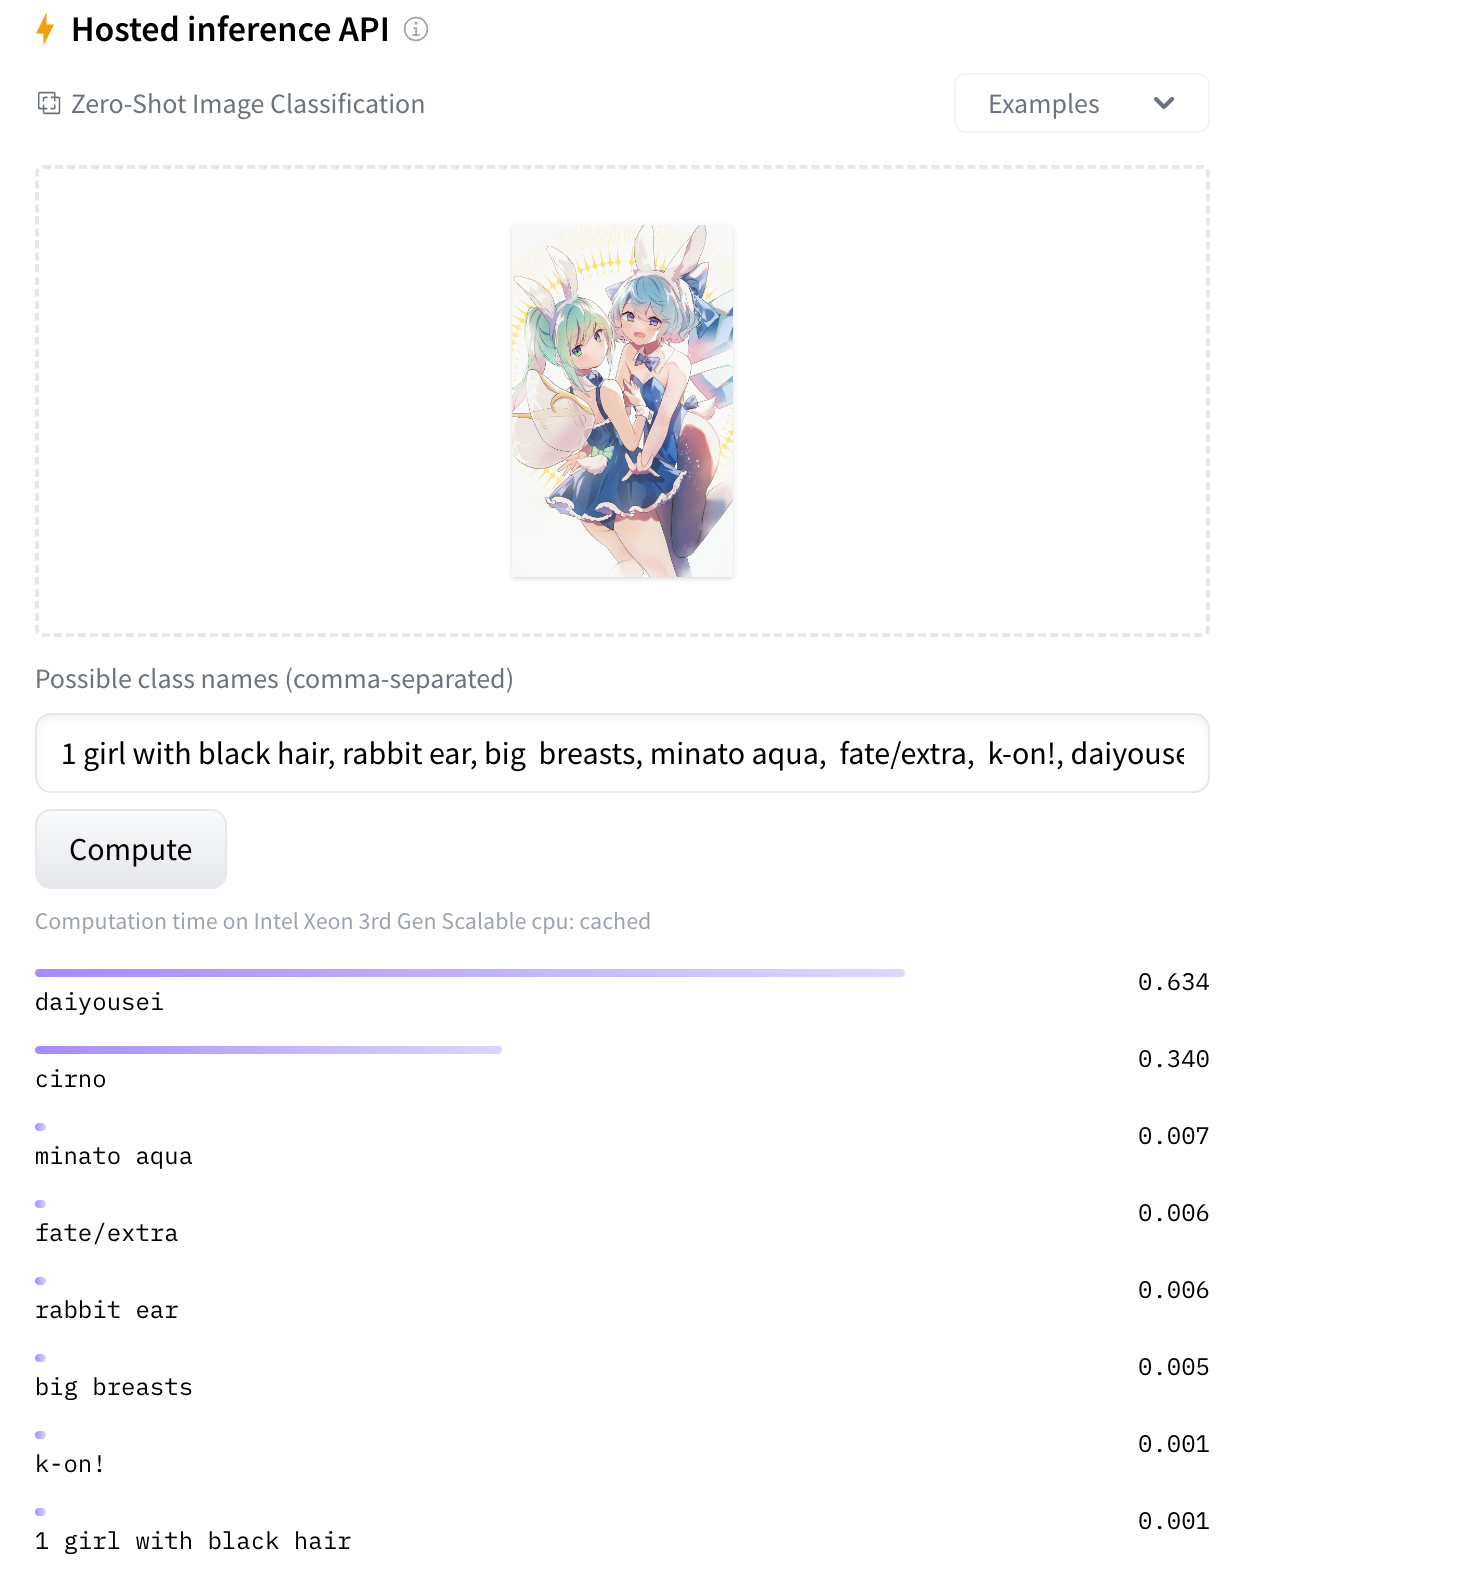 Hosted inference API
Zero-Shot Image Classification
Examples
Possible class names (comma-separated)
1 girl with black hair, rabbit ear, big  breasts, minato aqua,  fate/extra,  k-on!, daiyouse
Compute
Computation time on Intel Xeon 3rd Gen Scalable cpu: cached
daiyousei 0.634
cirno 0.340
minato aqua 0.007
fate/extra 0.006
rabbit ear 0.006
big breasts 0.005
k-on! 0.001
1 girl with black hair 0.001